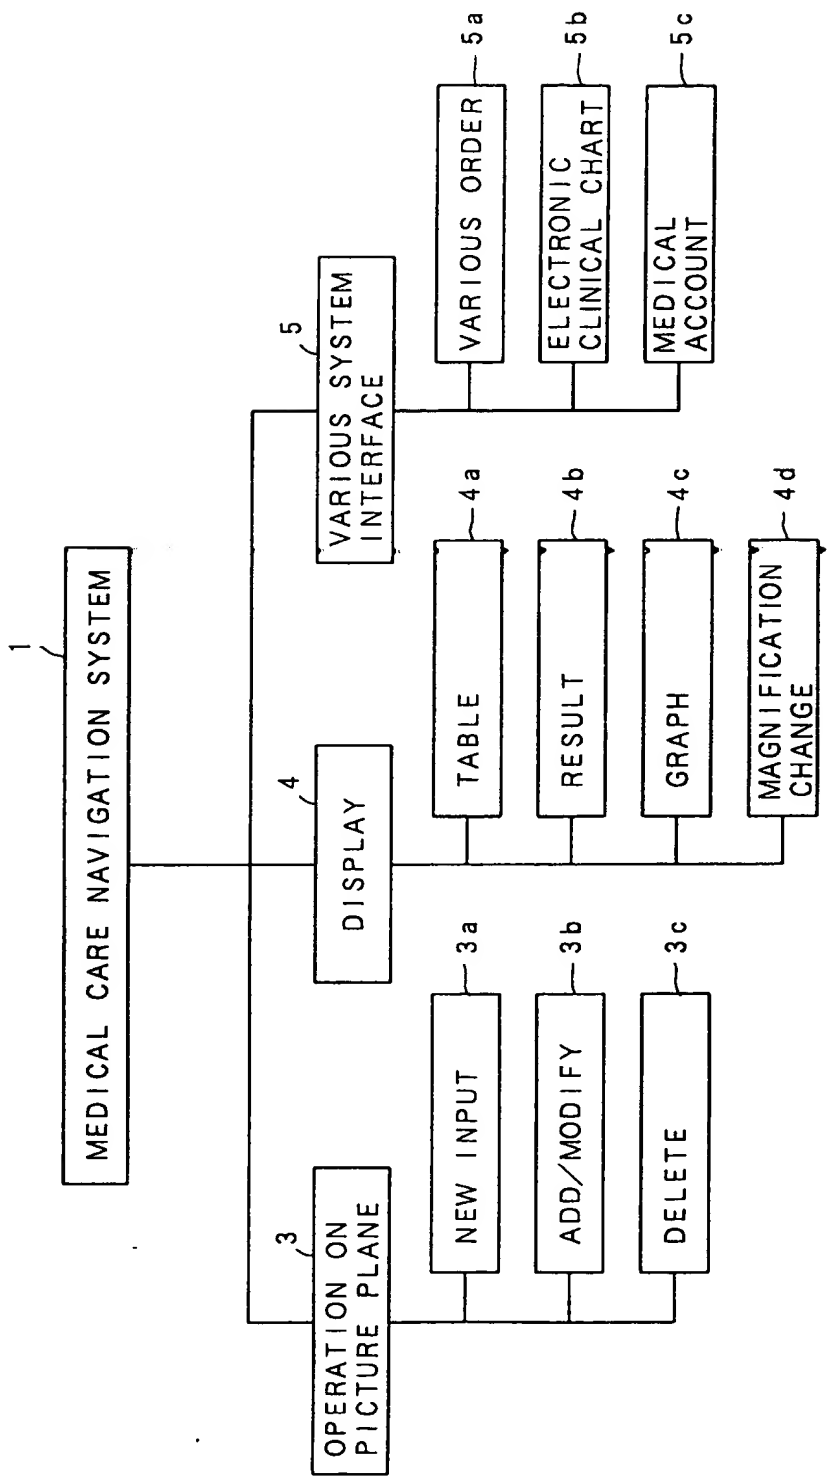 1
MEDICAL CARE NAVIGATION SYSTEM
3
OPERATION ON
PICTURE PLANE
3a
NEW INPUT
3b
ADD/MODIFY
3c
DELETE
4
DISPLAY
4a
TABLE
4b
RESULT
4c
GRAPH
4d
MAGNIFICATION
CHANGE
5
VARIOUS SYSTEM
INTERFACE
5a
VARIOUS ORDER
5b
ELECTRONIC
CLINICAL CHART
5c
MEDICAL
ACCOUNT